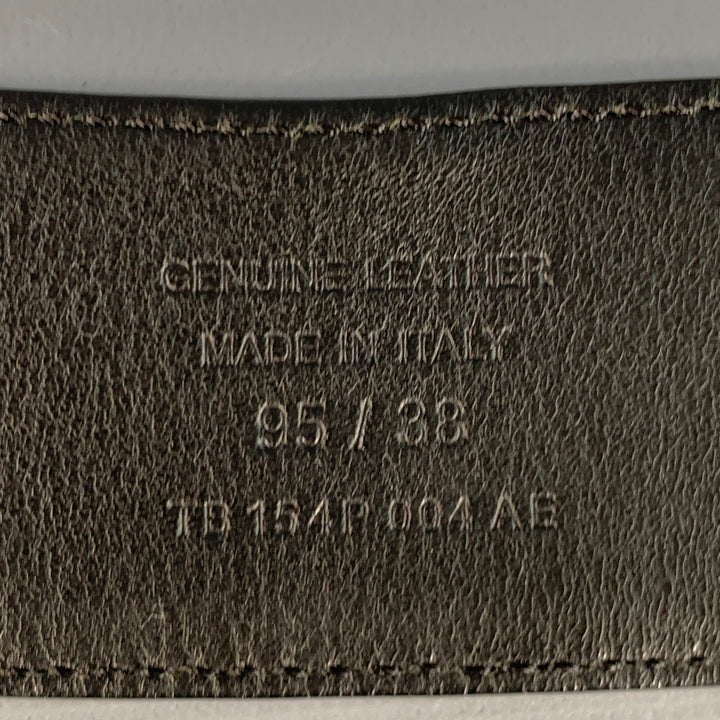 GENUINE LEATHER
MADE IN ITALY
95 / 38
TB 154P 004 AE